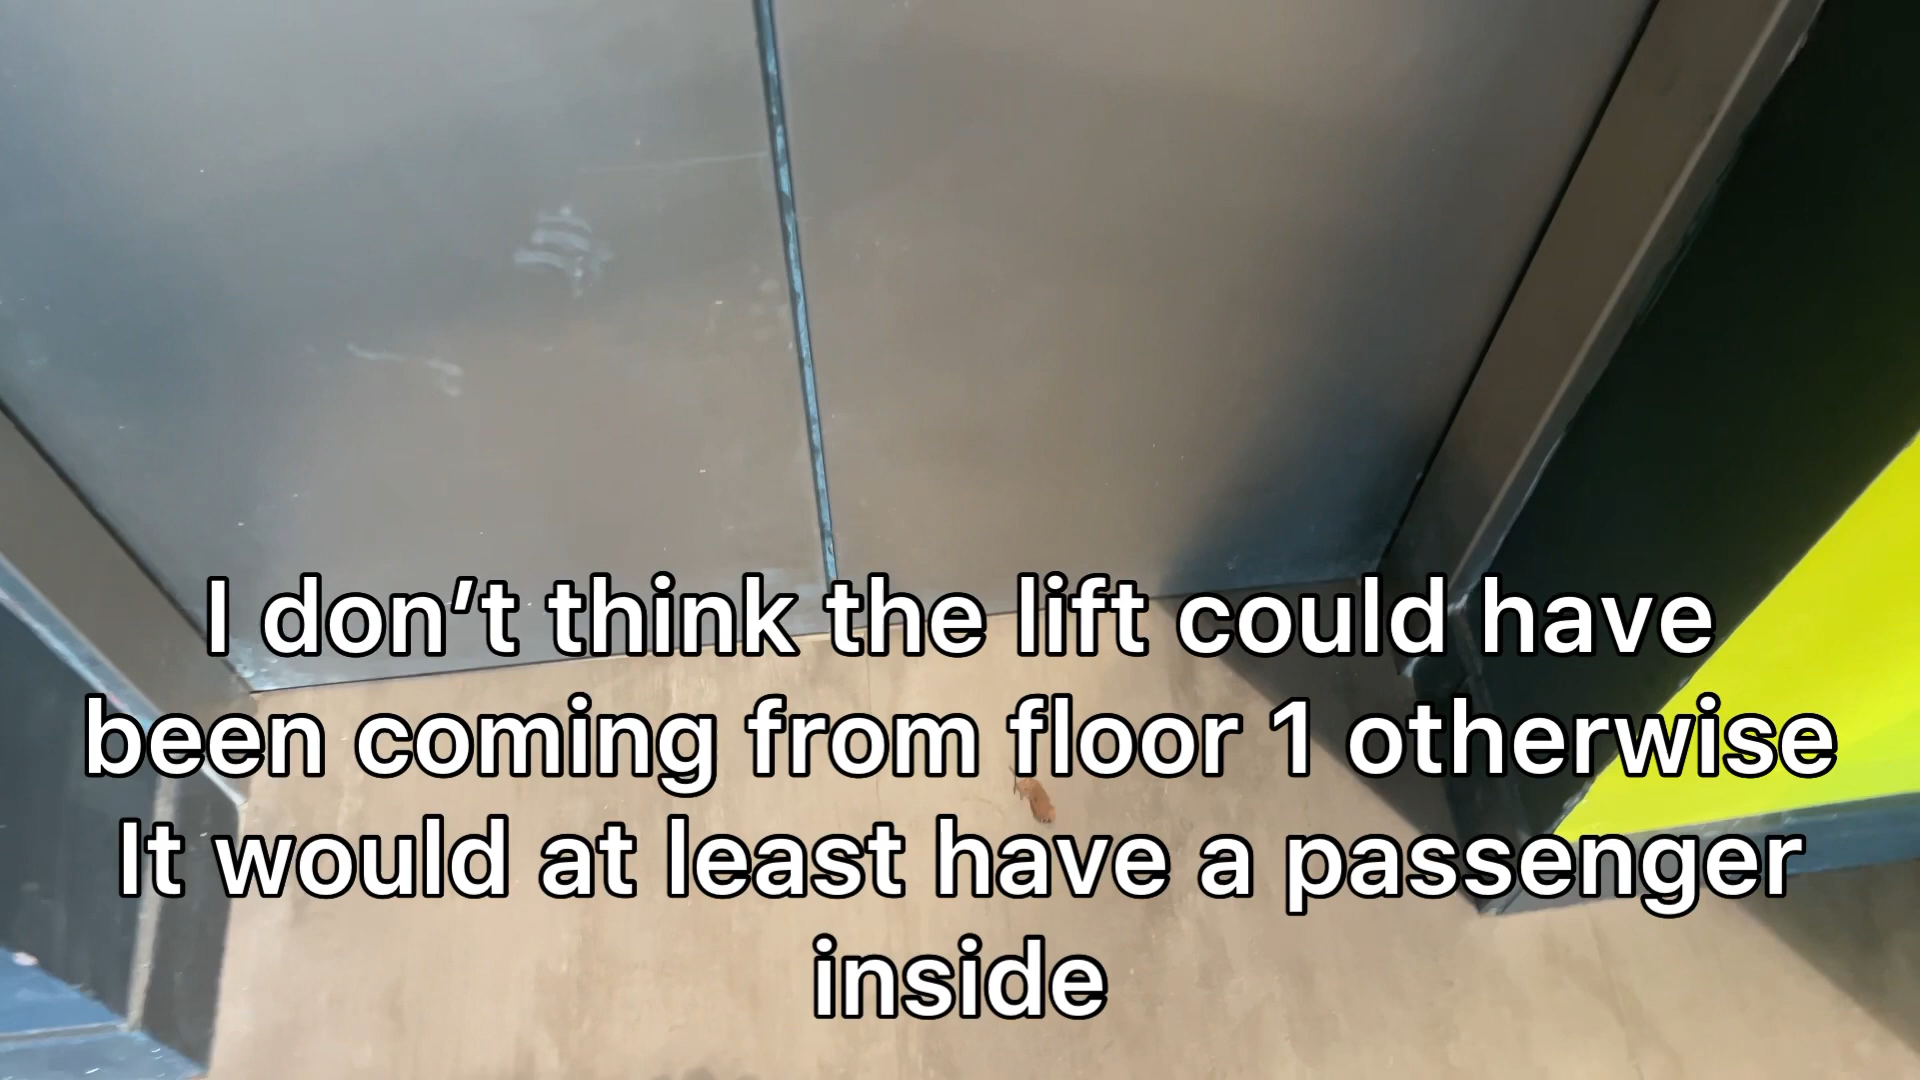 I don’t think the lift could have
been coming from floor 1 otherwise
It would at least have a passenger
inside